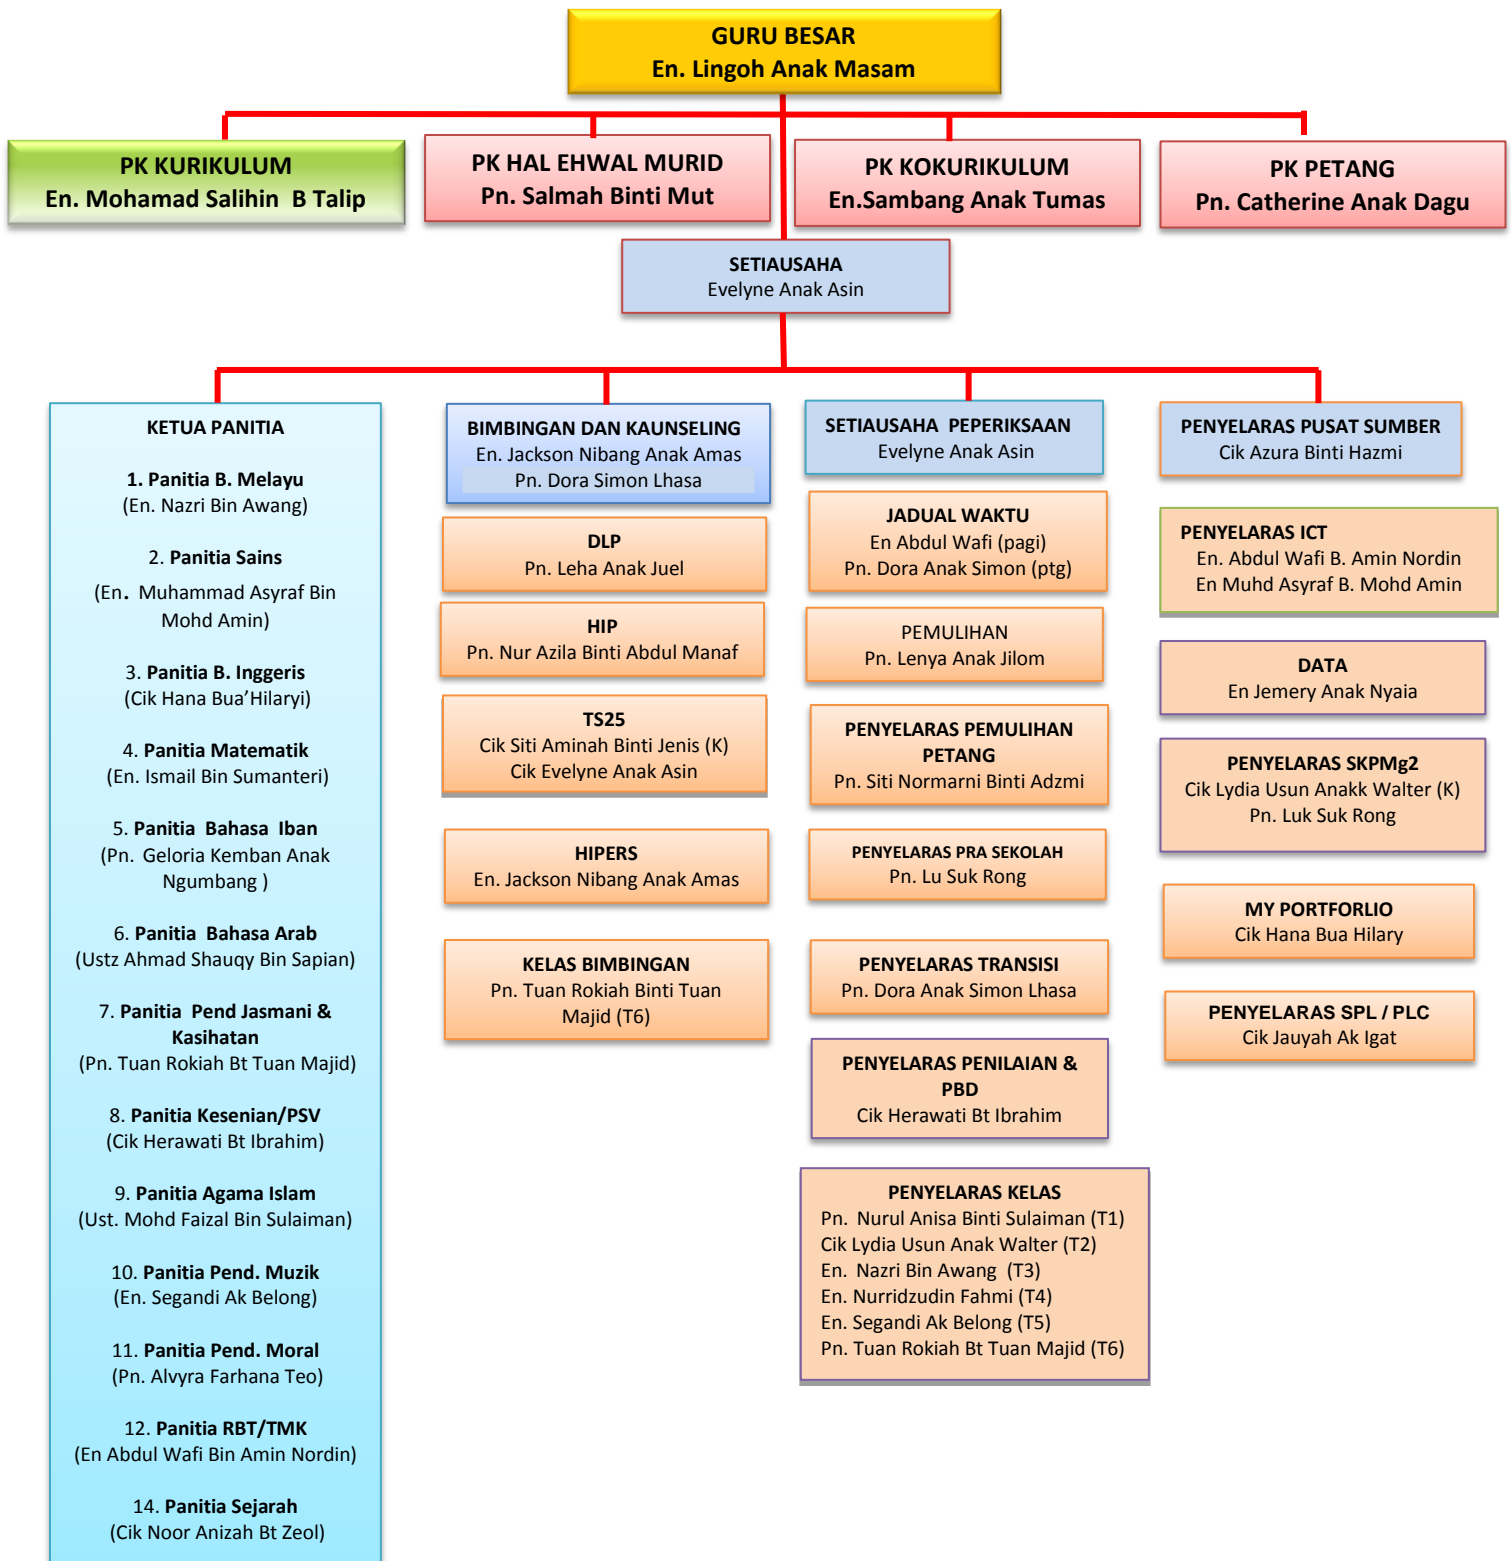 GURU BESAR
En. Lingoh Anak Masam
PK KURIKULUM
En. Mohamad Salihin B Talip
PK HAL EHWAL MURID
Pn. Salmah Binti Mut
PK KOKURIKULUM
En.Sambang Anak Tumas
PK PETANG
Pn. Catherine Anak Dagu
SETIAUSAHA
Evelyne Anak Asin
KETUA PANITIA
1. Panitia B. Melayu
(En. Nazri Bin Awang)
2. Panitia Sains
(En. Muhammad Asyraf Bin
Mohd Amin)
3. Panitia B. Inggeris
(Cik Hana Bua’Hilaryi)
4. Panitia Matematik
(En. Ismail Bin Sumanteri)
5. Panitia Bahasa Iban
(Pn. Geloria Kemban Anak
Ngumbang )
6. Panitia Bahasa Arab
(Ustz Ahmad Shauqy Bin Sapian)
7. Panitia Pend Jasmani &
Kasihatan
(Pn. Tuan Rokiah Bt Tuan Majid)
8. Panitia Kesenian/PSV
(Cik Herawati Bt Ibrahim)
9. Panitia Agama Islam
(Ust. Mohd Faizal Bin Sulaiman)
10. Panitia Pend. Muzik
(En. Segandi Ak Belong)
11. Panitia Pend. Moral
(Pn. Alvyra Farhana Teo)
12. Panitia RBT/TMK
(En Abdul Wafi Bin Amin Nordin)
14. Panitia Sejarah
(Cik Noor Anizah Bt Zeol)
BIMBINGAN DAN KAUNSELING
En. Jackson Nibang Anak Amas
Pn. Dora Simon Lhasa
DLP
Pn. Leha Anak Juel
HIP
Pn. Nur Azila Binti Abdul Manaf
TS25
Cik Siti Aminah Binti Jenis (K)
Cik Evelyne Anak Asin
HIPERS
En. Jackson Nibang Anak Amas
KELAS BIMBINGAN
Pn. Tuan Rokiah Binti Tuan
Majid (T6)
SETIAUSAHA PEPERIKSAAN
Evelyne Anak Asin
JADUAL WAKTU
En Abdul Wafi (pagi)
Pn. Dora Anak Simon (ptg)
PEMULIHAN
Pn. Lenya Anak Jilom
PENYELARAS PEMULIHAN
PETANG
Pn. Siti Normarni Binti Adzmi
PENYELARAS PRA SEKOLAH
Pn. Lu Suk Rong
PENYELARAS TRANSISI
Pn. Dora Anak Simon Lhasa
PENYELARAS PENILAIAN &
PBD
Cik Herawati Bt Ibrahim
PENYELARAS KELAS
Pn. Nurul Anisa Binti Sulaiman (T1)
Cik Lydia Usun Anak Walter (T2)
En. Nazri Bin Awang (T3)
En. Nurridzudin Fahmi (T4)
En. Segandi Ak Belong (T5)
Pn. Tuan Rokiah Bt Tuan Majid (T6)
PENYELARAS PUSAT SUMBER
Cik Azura Binti Hazmi
PENYELARAS ICT
En. Abdul Wafi B. Amin Nordin
En Muhd Asyraf B. Mohd Amin
DATA
En Jemery Anak Nyaia
PENYELARAS SKPMg2
Cik Lydia Usun Anakk Walter (K)
Pn. Luk Suk Rong
MY PORTFORLIO
Cik Hana Bua Hilary
PENYELARAS SPL / PLC
Cik Jauyah Ak Igat